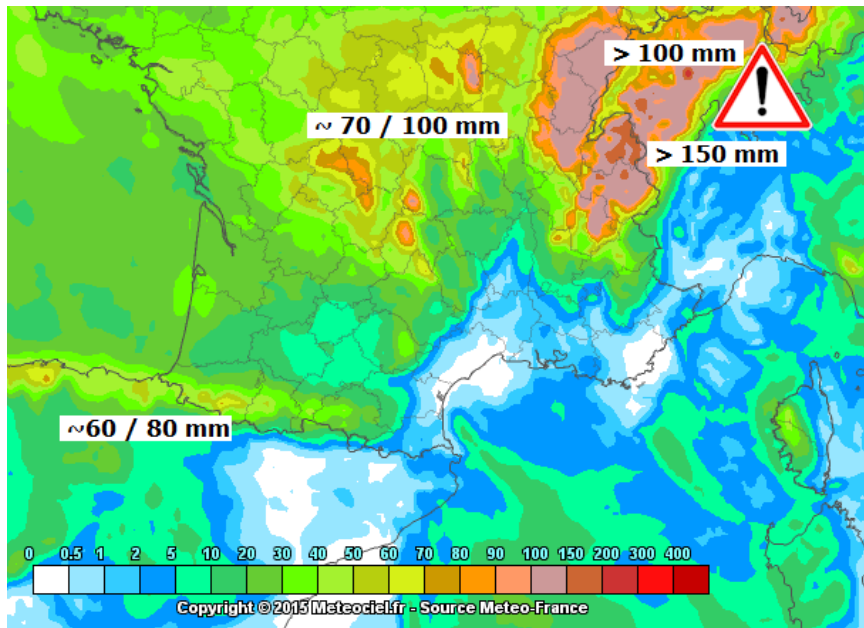 > 100 mm
~ 70 / 100 mm
> 150 mm
~60 / 80 mm
0 0.5 1 2 5 10 20 30 40 50 60 70 80 90 100 150 200 300 400
Copyright © 2015 Meteociel.fr - Source Meteo-France